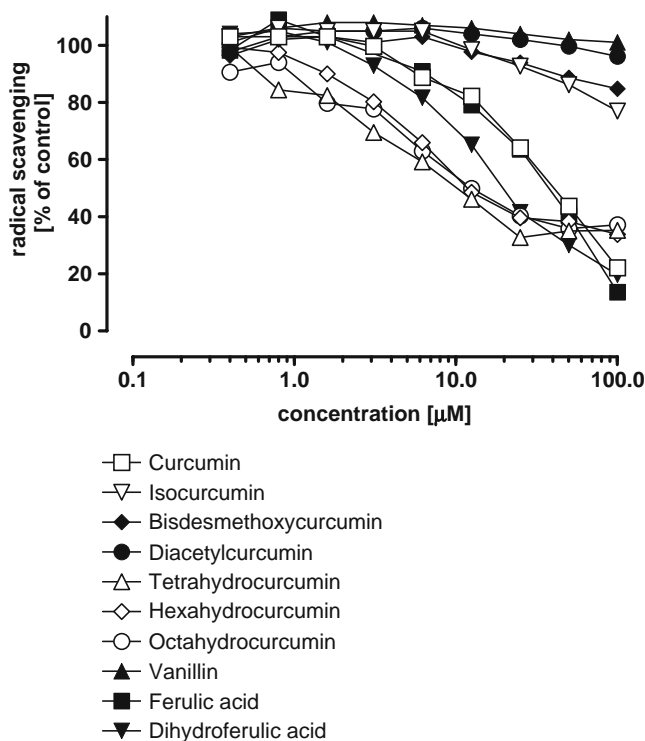 radical scavenging
[% of control]
100
80
60
40
20
0
0.1 1.0 10.0 100.0
concentration [µM]
Curcumin
Isocurcumin
Bisdesmethoxycurcumin
Diacetylcurcumin
Tetrahydrocurcumin
Hexahydrocurcumin
Octahydrocurcumin
Vanillin
Ferulic acid
Dihydroferulic acid